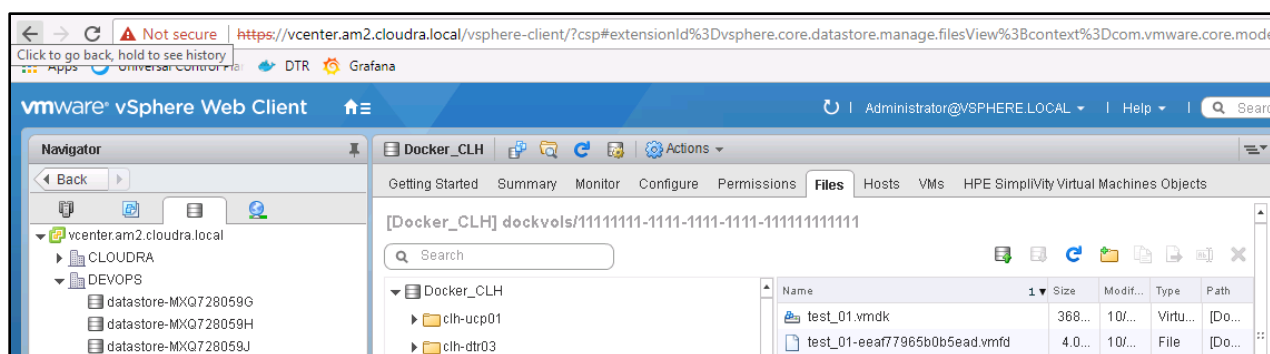 Not secure | https://vcenter.am2.cloudra.local/vsphere-client/?csp#extensionId%3Dvsphere.core.datastore.manage.filesView%3Bcontext%3Dcom.vmware.core.mode
Click to go back, hold to see history
Apps Universal Control DTR Grafana
vmware® vSphere Web Client Administrator@VSPHERE.LOCAL Help Sear
Navigator Docker_CLH Actions
Back Getting Started Summary Monitor Configure Permissions Files Hosts VMs HPE SimpliVity Virtual Machines Objects
[Docker_CLH] dockvols/11111111-1111-1111-1111-111111111111
vcenter.am2.cloudra.local
CLOUDRA Search
DEVOPS Docker_CLH Name 1 Size Modif... Type Path
datastore-MXQ728059G clh-ucp01 test_01.vmdk 368... 10/... Virtu... [Do...
datastore-MXQ728059H
datastore-MXQ728059J clh-dtr03 test_01-eeaf77965b0b5ead.vmfd 4.0... 10/... File [Do...